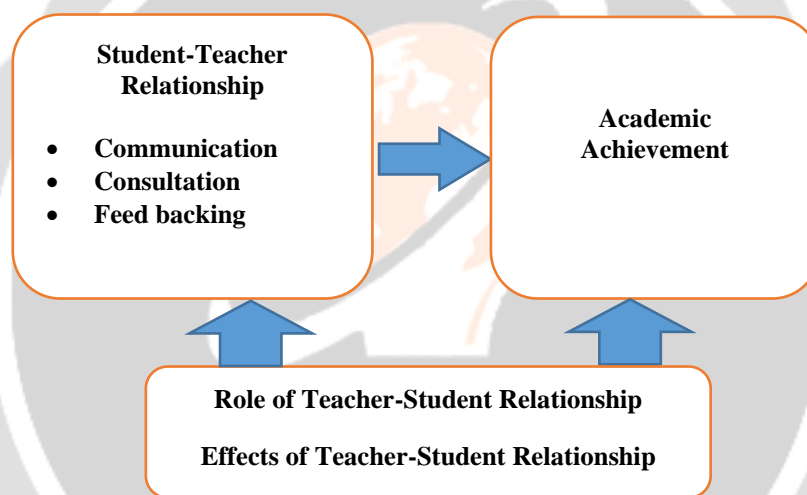 Student-Teacher
Relationship
• Communication
• Consultation
• Feed backing
Academic
Achievement
Role of Teacher-Student Relationship
Effects of Teacher-Student Relationship